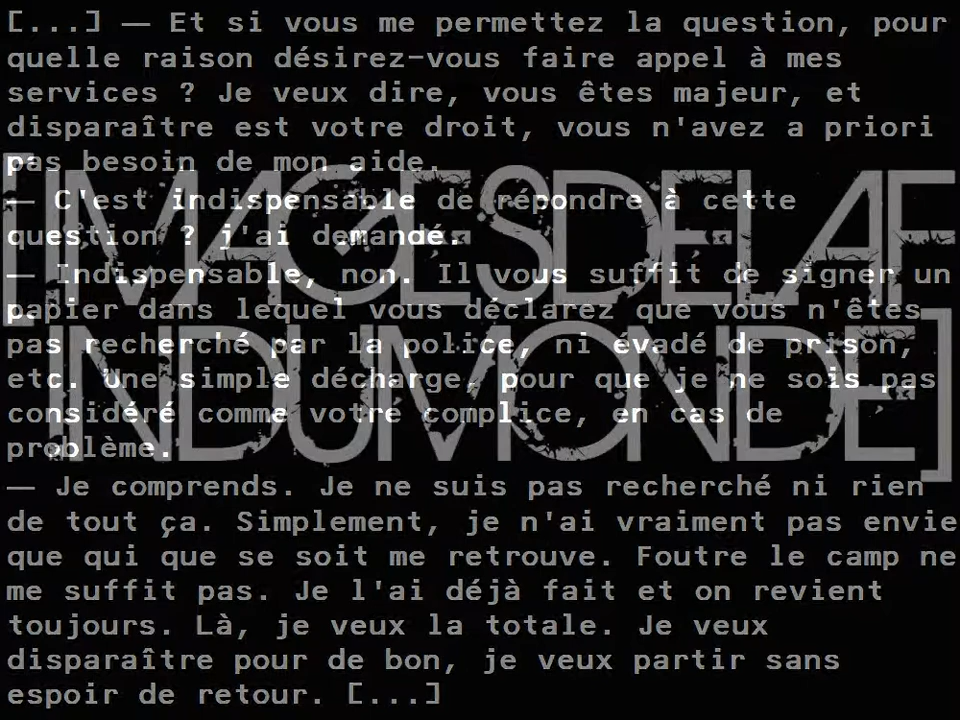 [...] — Et si vous me permettez la question, pour
quelle raison désirez-vous faire appel à mes
services ? Je veux dire, vous êtes majeur, et
disparaître est votre droit, vous n'avez a priori
pas besoin de mon aide.
— C'est indispensable de répondre à cette
question ? j'ai demandé.
— Indispensable, non. Il vous suffit de signer un
papier dans lequel vous déclarez que vous n'êtes
pas recherché par la police, ni évadé de prison,
etc. Une simple décharge, pour que je ne sois pas
considéré comme votre complice, en cas de
problème.
— Je comprends. Je ne suis pas recherché ni rien
de tout ça. Simplement, je n'ai vraiment pas envie
que qui que se soit me retrouve. Foutre le camp ne
me suffit pas. Je l'ai déjà fait et on revient
toujours. Là, je veux la totale. Je veux
disparaître pour de bon, je veux partir sans
espoir de retour. [...]
[IMAGESDELAF
INDUMONDE]